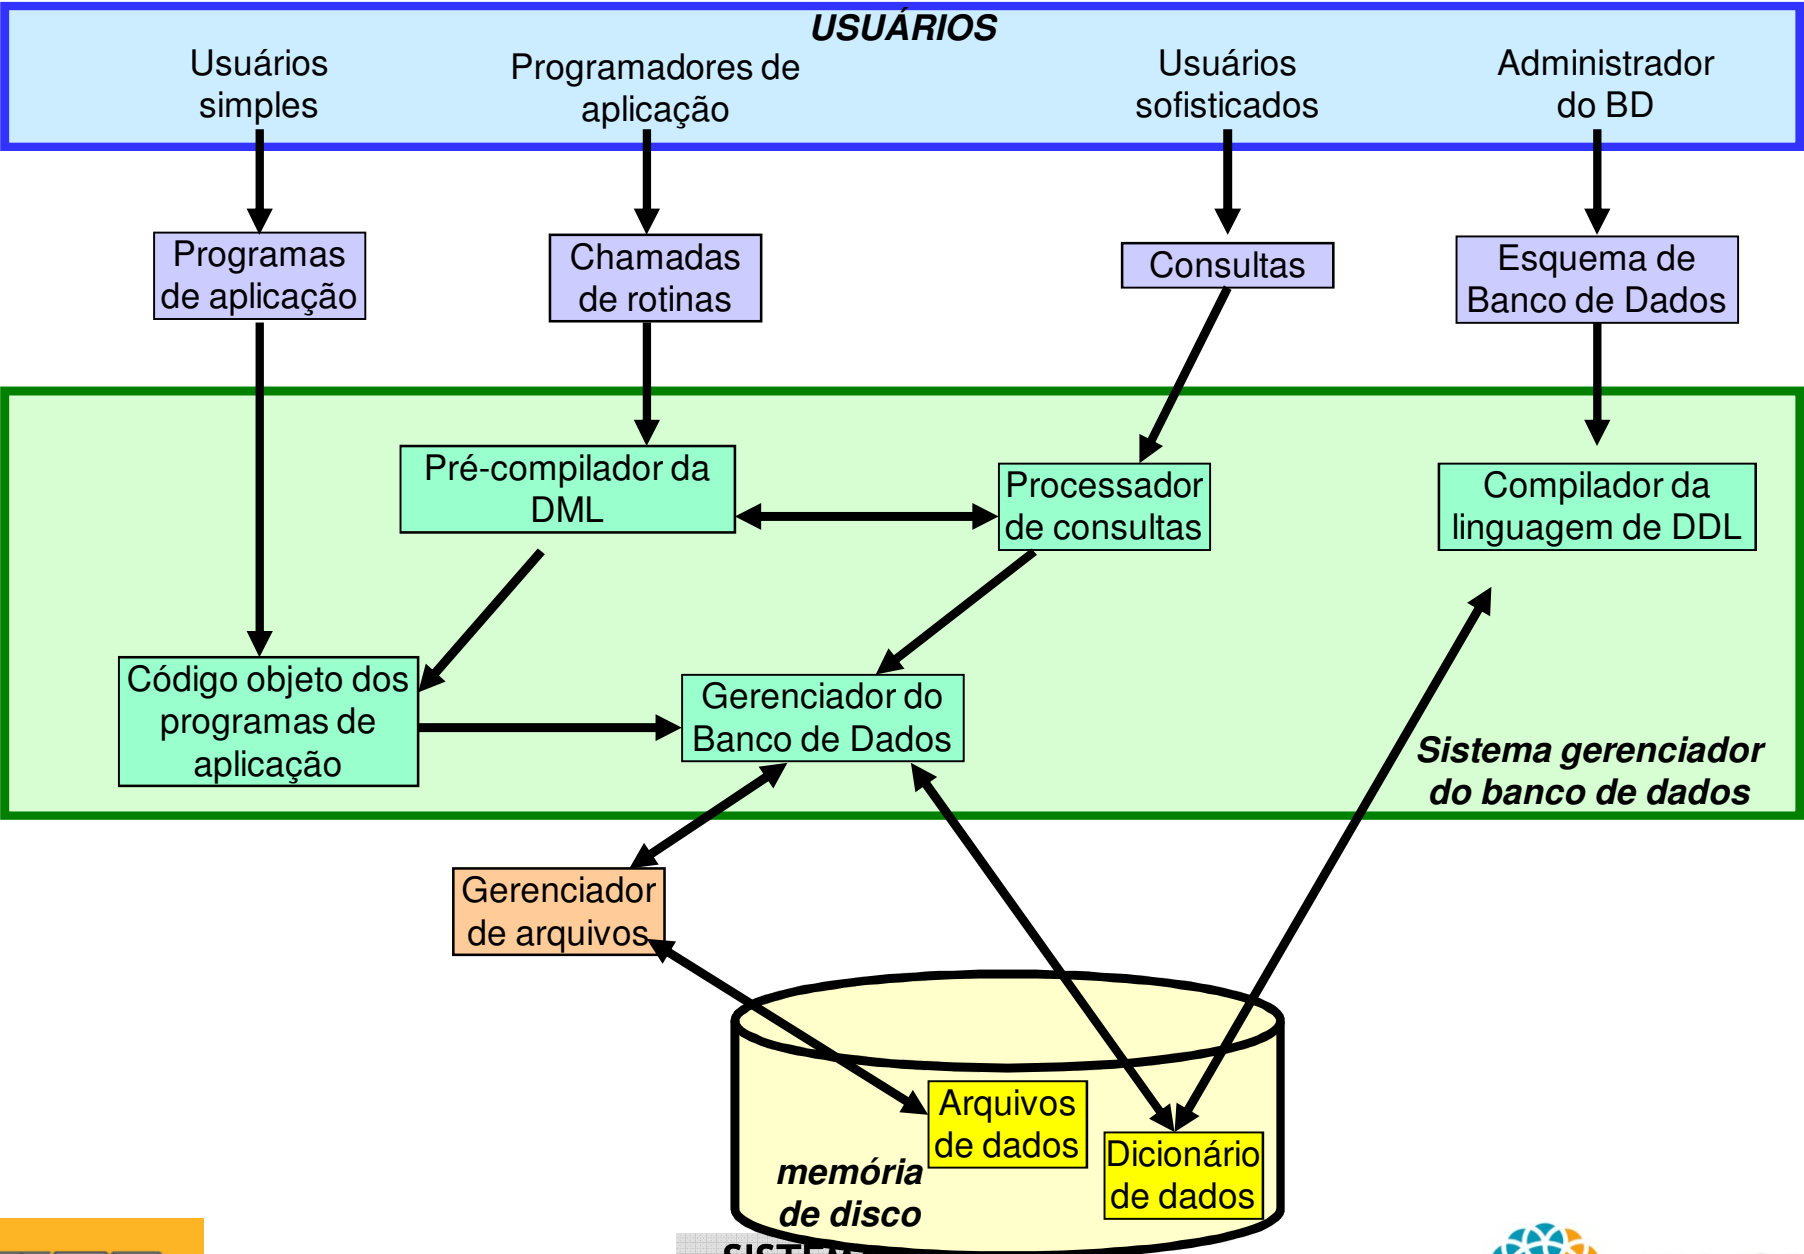 USUÁRIOS
Usuários
simples
Programadores de
aplicação
Usuários
sofisticados
Administrador
do BD
Programas
de aplicação
Chamadas
de rotinas
Consultas
Esquema de
Banco de Dados
Pré-compilador da
DML
Processador
de consultas
Compilador da
linguagem de DDL
Código objeto dos
programas de
aplicação
Gerenciador do
Banco de Dados
Sistema gerenciador
do banco de dados
Gerenciador
de arquivos
Arquivos
de dados
Dicionário
de dados
memória
de disco